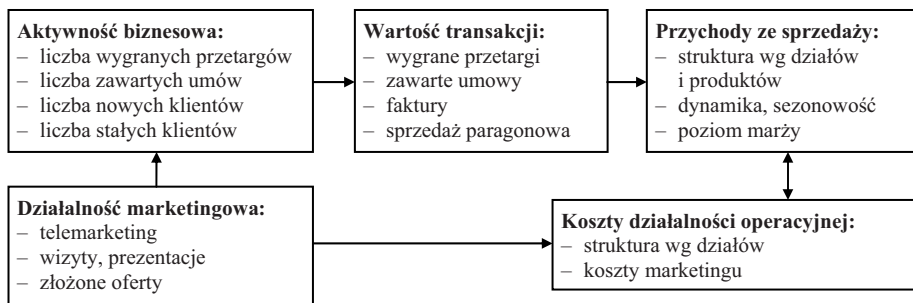 Aktywność biznesowa:
– liczba wygranych przetargów
– liczba zawartych umów
– liczba nowych klientów
– liczba stałych klientów
Wartość transakcji:
– wygrane przetargi
– zawarte umowy
– faktury
– sprzedaż paragonowa
Przychody ze sprzedaży:
– struktura wg działów
i produktów
– dynamika, sezonowość
– poziom marży
Działalność marketingowa:
– telemarketing
– wizyty, prezentacje
– złożone oferty
Koszty działalności operacyjnej:
– struktura wg działów
– koszty marketingu